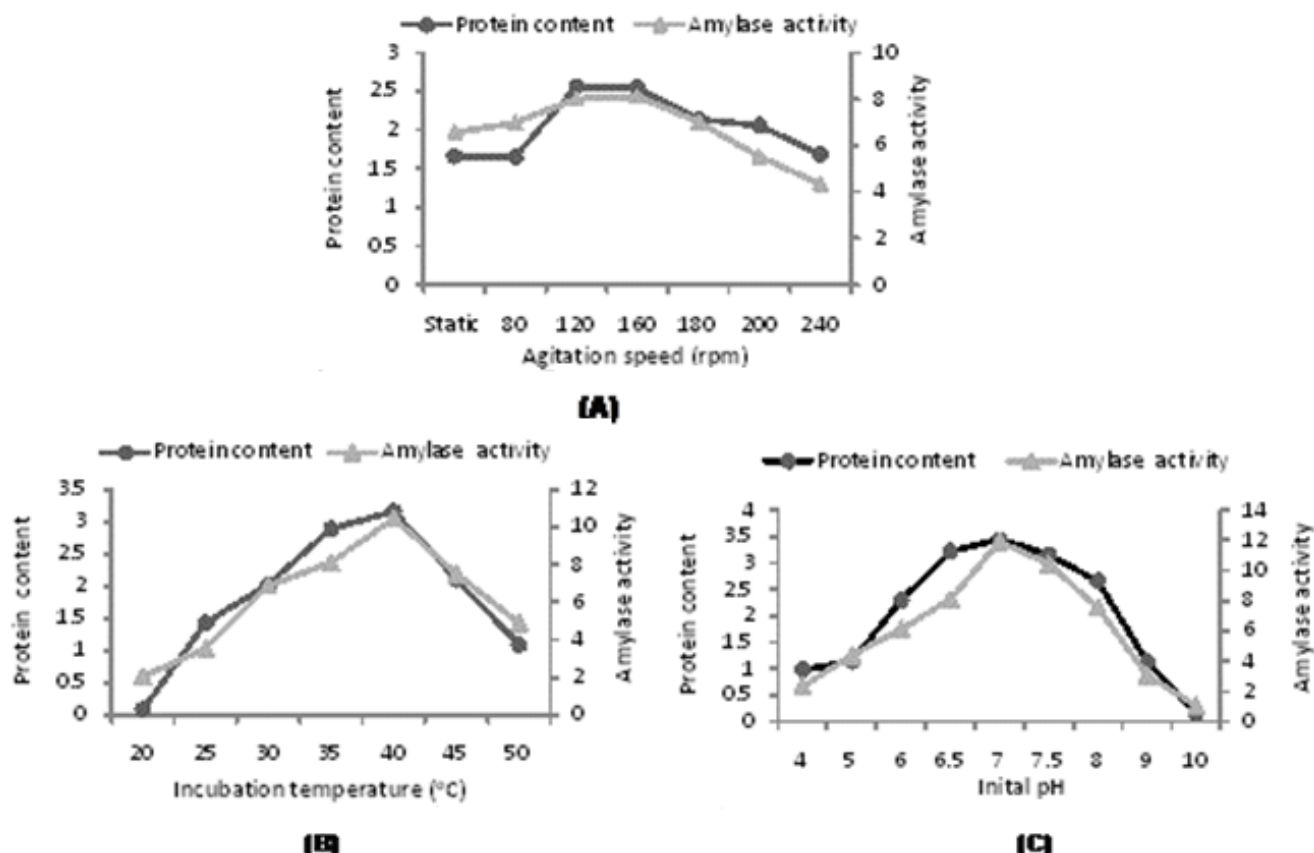 Protein content Amylase activity
3 10
2.5 8
2 6
1.5 4
1 2
0.5 0
0
Protein content
Amylase activity
Static 80 120 160 180 200 240
Agitation speed (rpm)
(A)
Protein content Amylase activity
3.5 12
3 10
2.5 8
2 6
1.5 4
1 2
0.5 0
0
Protein content
Amylase activity
20 25 30 35 40 45 50
Incubation temperature (°C)
(B)
Protein content Amylase activity
4 14
3.5 12
3 10
2.5 8
2 6
1.5 4
1 2
0.5 0
0
Protein content
Amylase activity
4 5 6 6.5 7 7.5 8 9 10
Inital pH
(C)